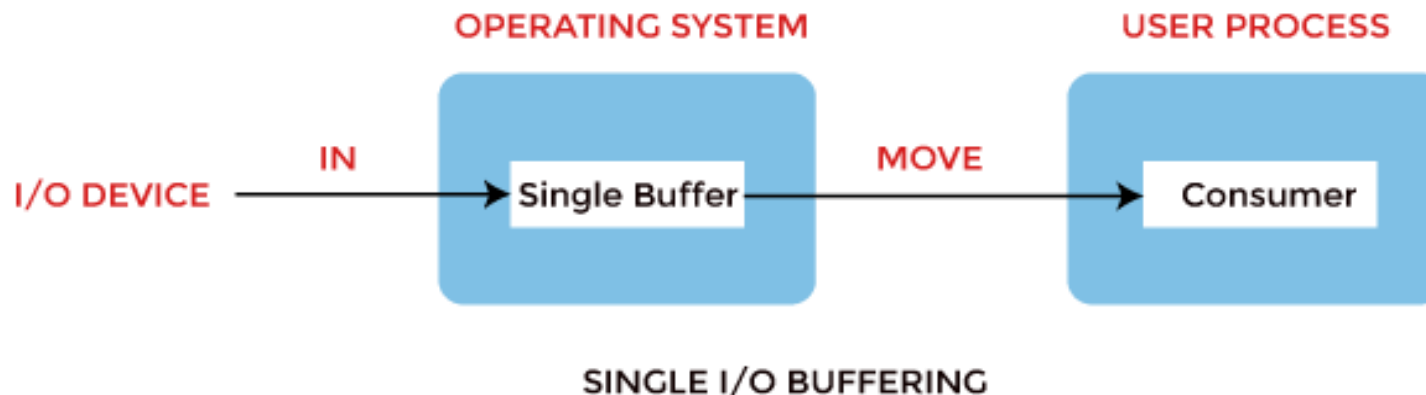 OPERATING SYSTEM
USER PROCESS
IN
MOVE
I/O DEVICE
Single Buffer
Consumer
SINGLE I/O BUFFERING